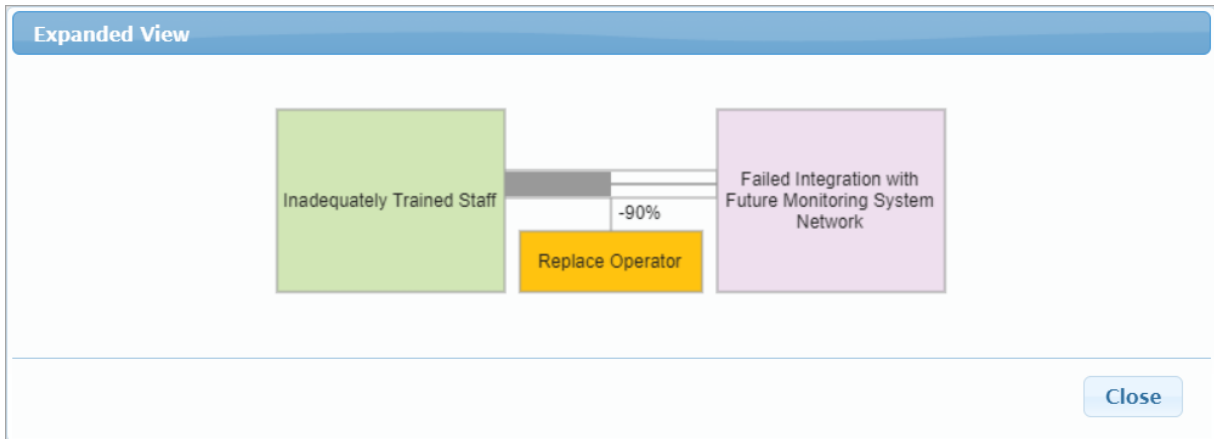 Expanded View
Inadequately Trained Staff
-90%
Replace Operator
Failed Integration with
Future Monitoring System
Network
Close